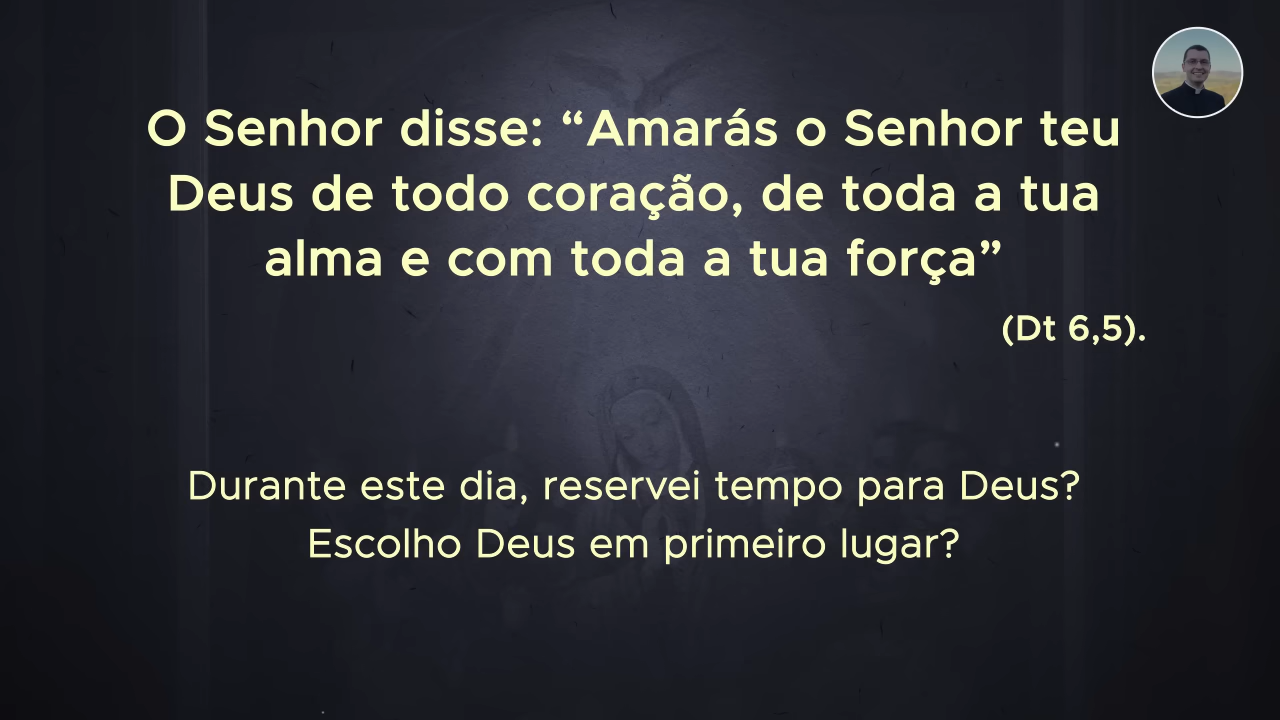 O Senhor disse: “Amarás o Senhor teu
Deus de todo coração, de toda a tua
alma e com toda a tua força”
(Dt 6,5).
Durante este dia, reservei tempo para Deus?
Escolho Deus em primeiro lugar?